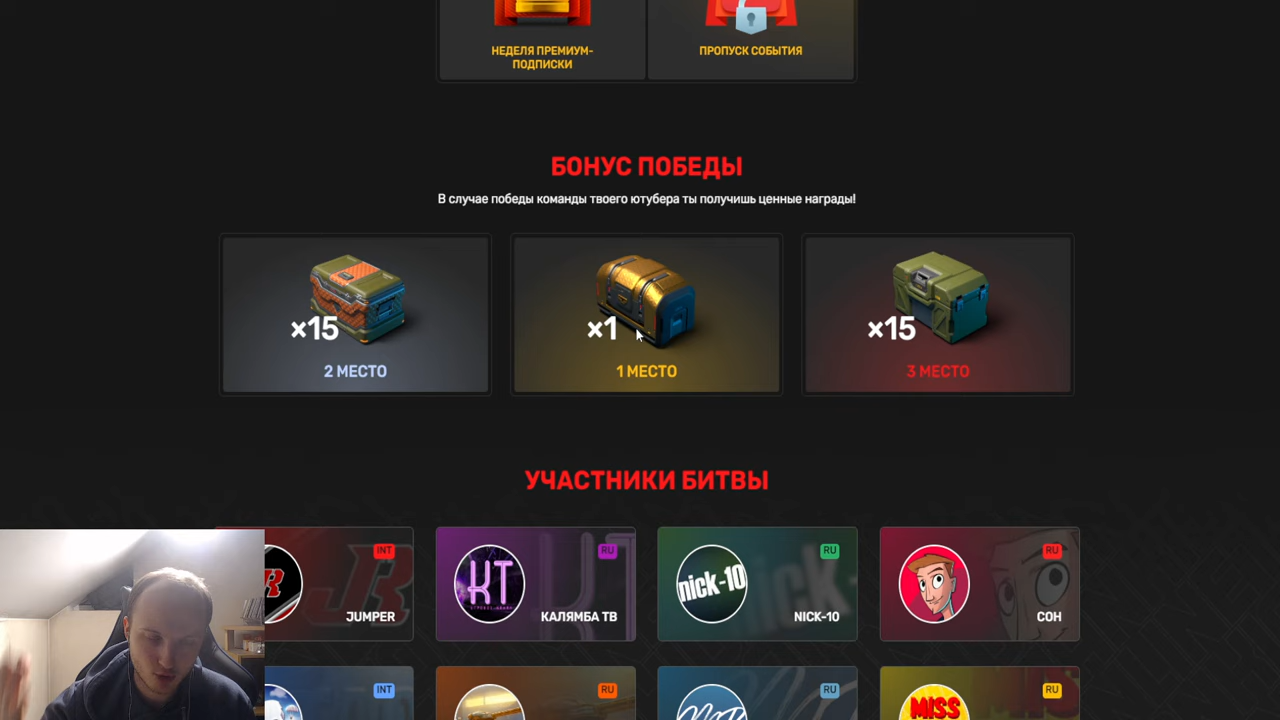 НЕДЕЛЯ ПРЕМИУМ-
ПОДПИСКИ
ПРОПУСК СОБЫТИЯ
БОНУС ПОБЕДЫ
В случае победы команды твоего ютубера ты получишь ценные награды!
×15
2 МЕСТО
×1
1 МЕСТО
×15
3 МЕСТО
УЧАСТНИКИ БИТВЫ
INT
JUMPER
RU
КТ
КАЛЯМБА ТВ
RU
nick-10
NICK-10
RU
СОН
INT
RU
RU
RU
MISS